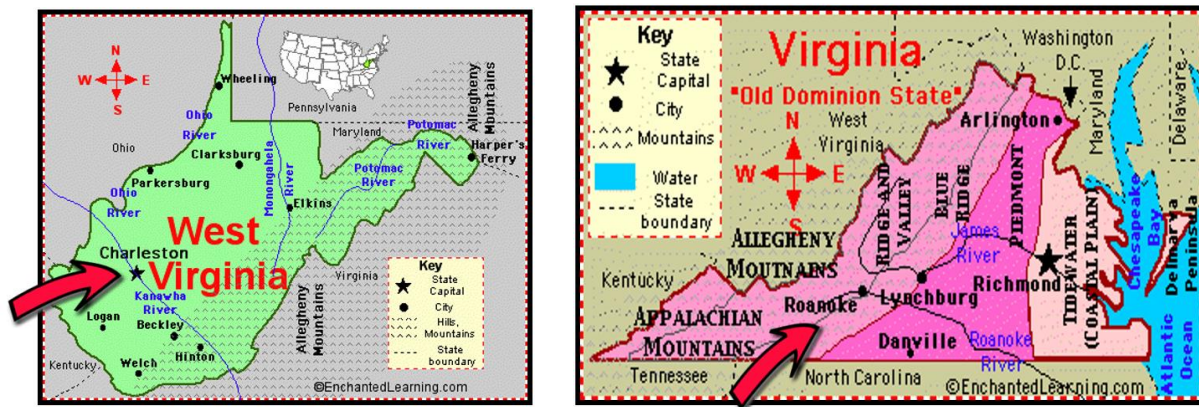 N
W E
S
Wheeling
Pennsylvania
Ohio
River
Ohio
Clarksburg
Parkersburg
Ohio
River
Monongahela
River
Maryland
Potomac
River
Allegheny
Mountains
Harper's
Ferry
Potomac
River
Elkins
West
Virginia
Charleston
Kanawha
River
Logan
Beckley
Hinton
Welch
Kentucky
Virginia
Allegheny
Mountains
Key
State
Capital
City
Hills,
Mountains
State
boundary
©EnchantedLearning.com
Key
State
Capital
City
Mountains
Water
State
boundary
Virginia
"Old Dominion State"
N
W E
S
West
Virginia
Washington
D.C.
Maryland
Delaware
Arlington
ALLEGHENY
MOUTNAINS
RIDGE AND
VALLEY
BLUE
RIDGE
PIEDMONT
TIDEWATER
(COASTAL PLAIN)
Chesapeake
Bay
Delmarva
Peninsula
James
River
Kentucky
Richmond
Roanoke
Lynchburg
APPALACHIAN
MOUNTAINS
Danville
Roanoke
River
Atlantic
Ocean
Tennessee
North Carolina
©EnchantedLearning.com